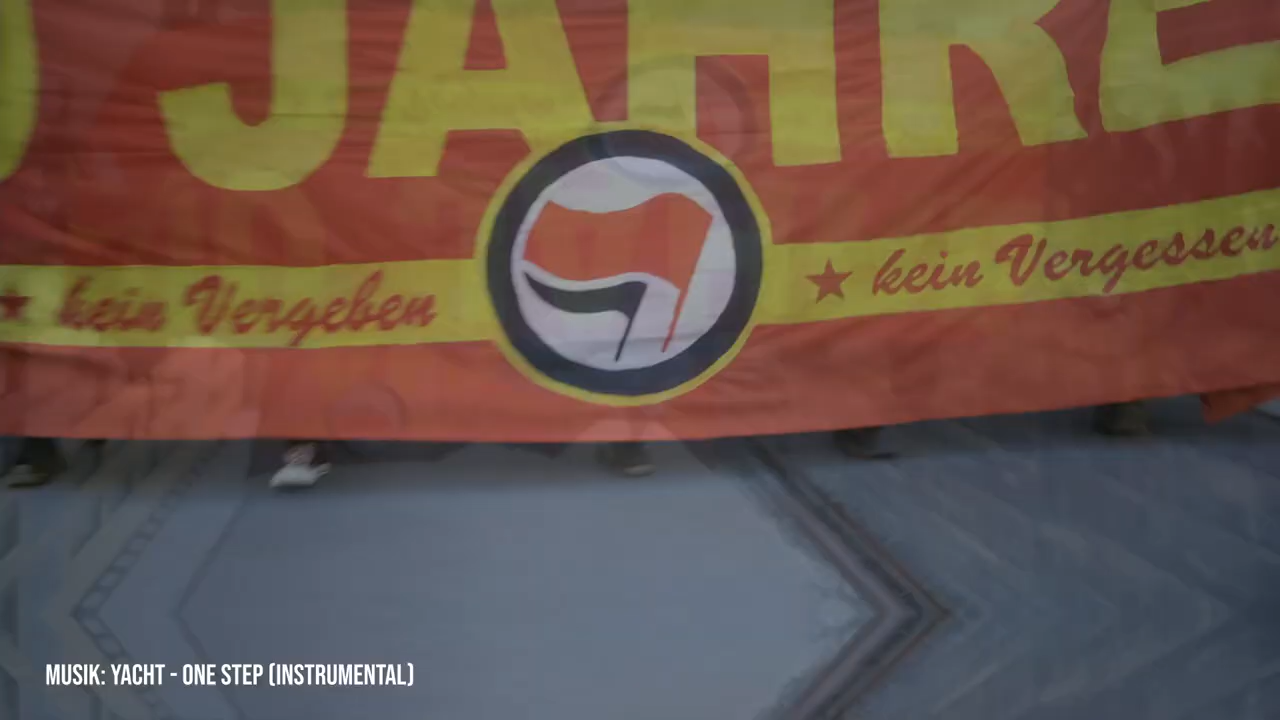 JAHRE
★ kein Vergeben ★ kein Vergessen
MUSIK: YACHT - ONE STEP (INSTRUMENTAL)